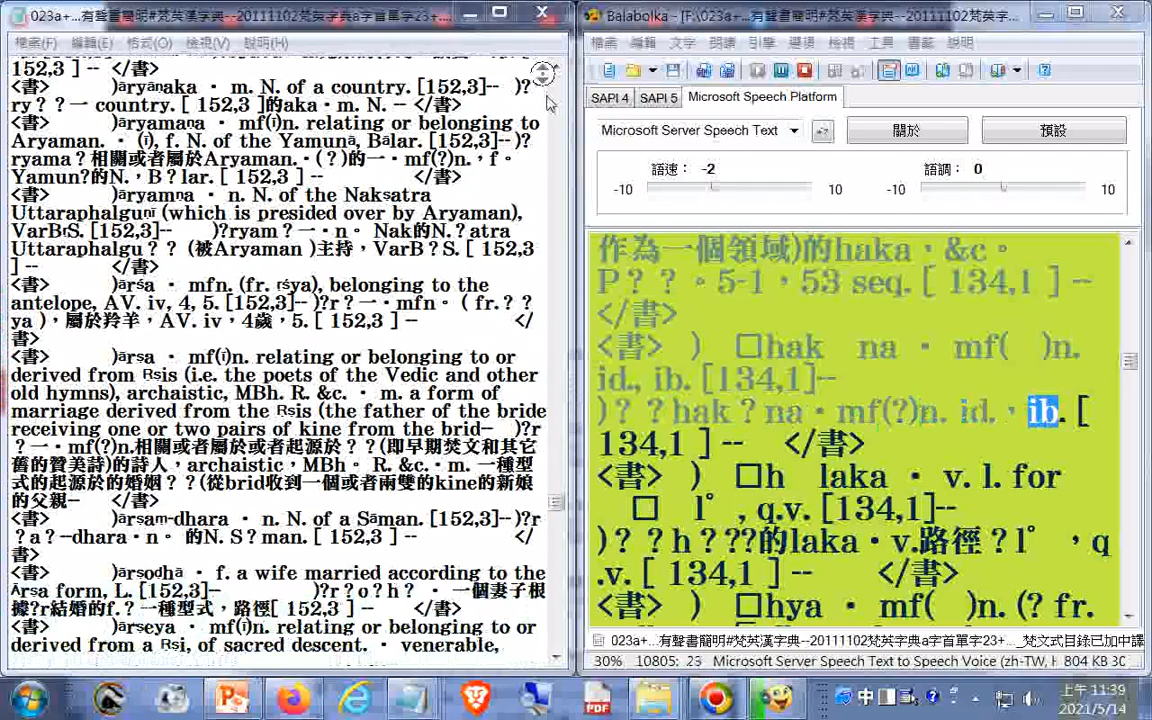 023a+...有聲書簡明#梵英漢字典--20111102梵英字典a字首單字23+...
檔案(F) 編輯(E) 格式(O) 檢視(V) 說明(H)
152,3 ] -- </書>
<書> )āryāṇaka · m. N. of a country. [152,3]-- )?
ry？？一 country. [ 152,3 ]的aka · m. N. -- </書>
<書> )āryamaṇa · mf(ī)n. relating or belonging to
Aryaman. · (ī), f. N. of the Yamunā, Bālar. [152,3]-- )?
ryama？相關或者屬於Aryaman. · (？)的一 · mf(?)n.，f。
Yamun?的N.，B？lar. [ 152,3 ] -- </書>
<書> )āryamṇa · n. N. of the Nakṣatra
Uttaraphalgunī (which is presided over by Aryaman),
VarBṛS. [152,3]-- )?ryam？一 · n。 Nak的N.？atra
Uttaraphalgu？？ (被Aryaman )主持，VarB？S. [ 152,3
] -- </書>
<書> )ārśa · mfn. (fr. ṛśya), belonging to the
antelope, AV. iv, 4, 5. [152,3]-- )?r？一 · mfn。 ( fr.？？
ya )，屬於羚羊，AV. iv，4歲，5. [ 152,3 ] -- </
書>
<書> )ārṣa · mf(ī)n. relating or belonging to or
derived from Ṛṣis (i.e. the poets of the Vedic and other
old hymns), archaistic, MBh. R. &c. · m. a form of
marriage derived from the Ṛṣis (the father of the bride
receiving one or two pairs of kine from the brid-- )?r
？一 · mf(?)n.相關或者屬於或者起源於？？(即早期焚文和其它
舊的贊美詩)的詩人，archaistic，MBh。 R. &c. · m. 一種型
式的起源於的婚姻？？(從brid收到一個或者兩雙的kine的新娘
的父親-- </書>
<書> )ārṣam-dhara · n. N. of a Sāman. [152,3]-- )?r
？a？--dhara · n。 的N. S？man. [ 152,3 ] -- </
書>
<書> )ārṣoḍhā · f. a wife married according to the
Ārṣa form, L. [152,3]-- )?r？o？h？ · 一個妻子根
據?r結婚的f.？一種型式，路徑[ 152,3 ] -- </書>
<書> )ārṣeya · mf(ī)n. relating or belonging to or
derived from a Ṛṣi, of sacred descent. · venerable,
Balabolka - [F:\023a+...有聲書簡明#梵英漢字典--20111102梵英字...
檔案 編輯 文字 朗讀 引擎 選項 檢視 工具 書籤 說明
SAPI 4 SAPI 5 Microsoft Speech Platform
Microsoft Server Speech Text 關於 預設
語速： -2 語調： 0
-10 10 -10 10
作為一個領域)的haka，&c。
P？？。5-1，53 seq. [ 134,1 ] --
</書>
<書> ) □hak na · mf( )n.
id., ib. [134,1]--
)？？hak？na · mf(?)n. id.，ib. [
134,1 ] -- </書>
<書> ) □h laka · v. l. for
□ l°, q.v. [134,1]--
)？？h？??的laka · v.路徑？l°，q
.v. [ 134,1 ] -- </書>
<書> ) □hya · mf( )n. (? fr.
023a+...有聲書簡明#梵英漢字典--20111102梵英字典a字首單字23+..._梵文式目錄已加中譯
30% 10805: 23 Microsoft Server Speech Text to Speech Voice (zh-TW, H 804 KB 30
中 上午 11:39
2021/5/14